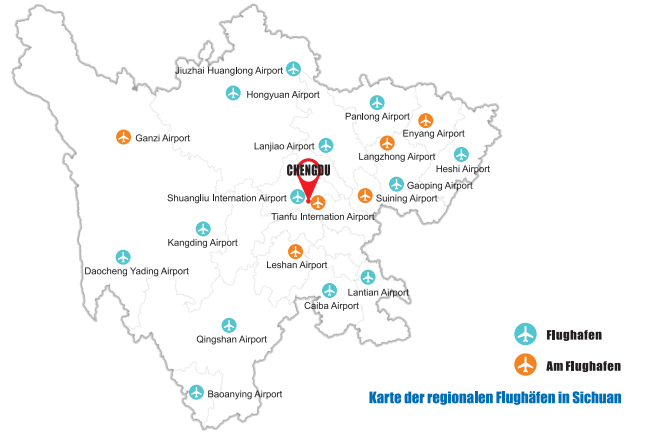 Jiuzhai Huanglong Airport
Hongyuan Airport
Panlong Airport
Enyang Airport
Ganzi Airport
Lanjiao Airport
Langzhong Airport
Heshi Airport
CHENGDU
Gaoping Airport
Shuangliu Internation Airport
Suining Airport
Tianfu Internation Airport
Kangding Airport
Leshan Airport
Daocheng Yading Airport
Lantian Airport
Caiba Airport
Qingshan Airport
Flughafen
Am Flughafen
Baoanying Airport
Karte der regionalen Flughäfen in Sichuan